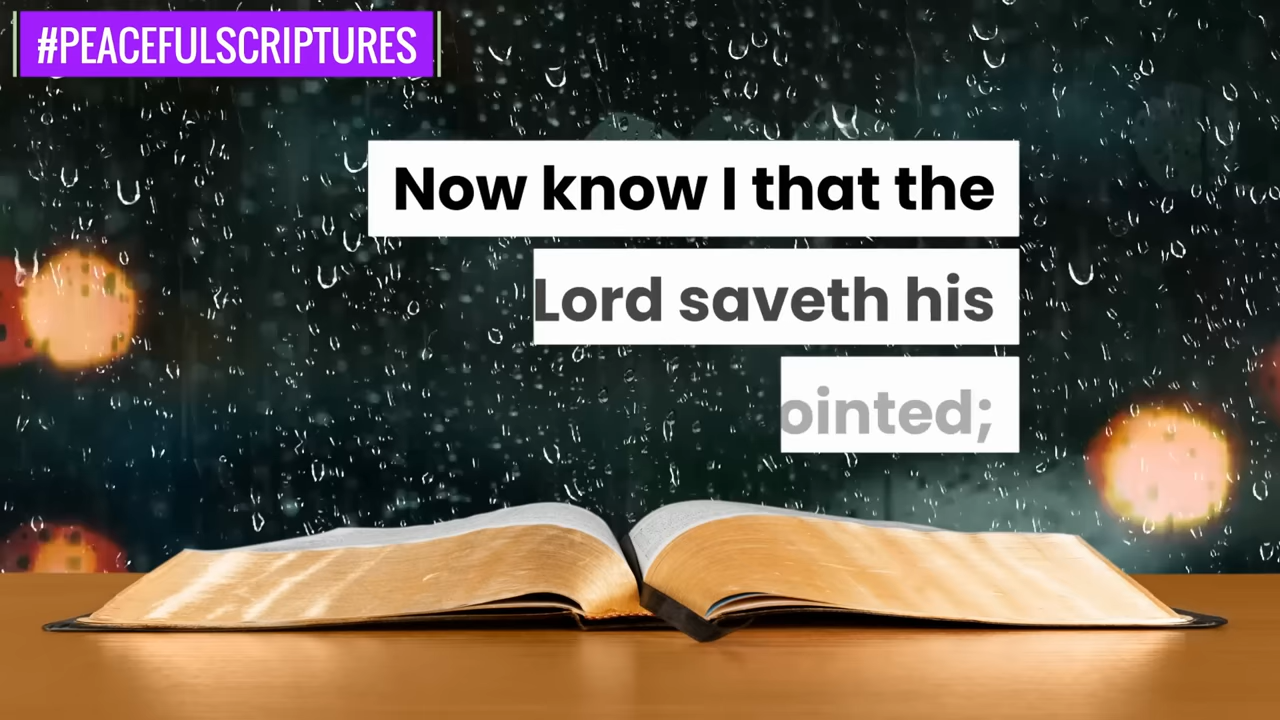 #PEACEFULSCRIPTURES
Now know I that the
Lord saveth his
ointed;